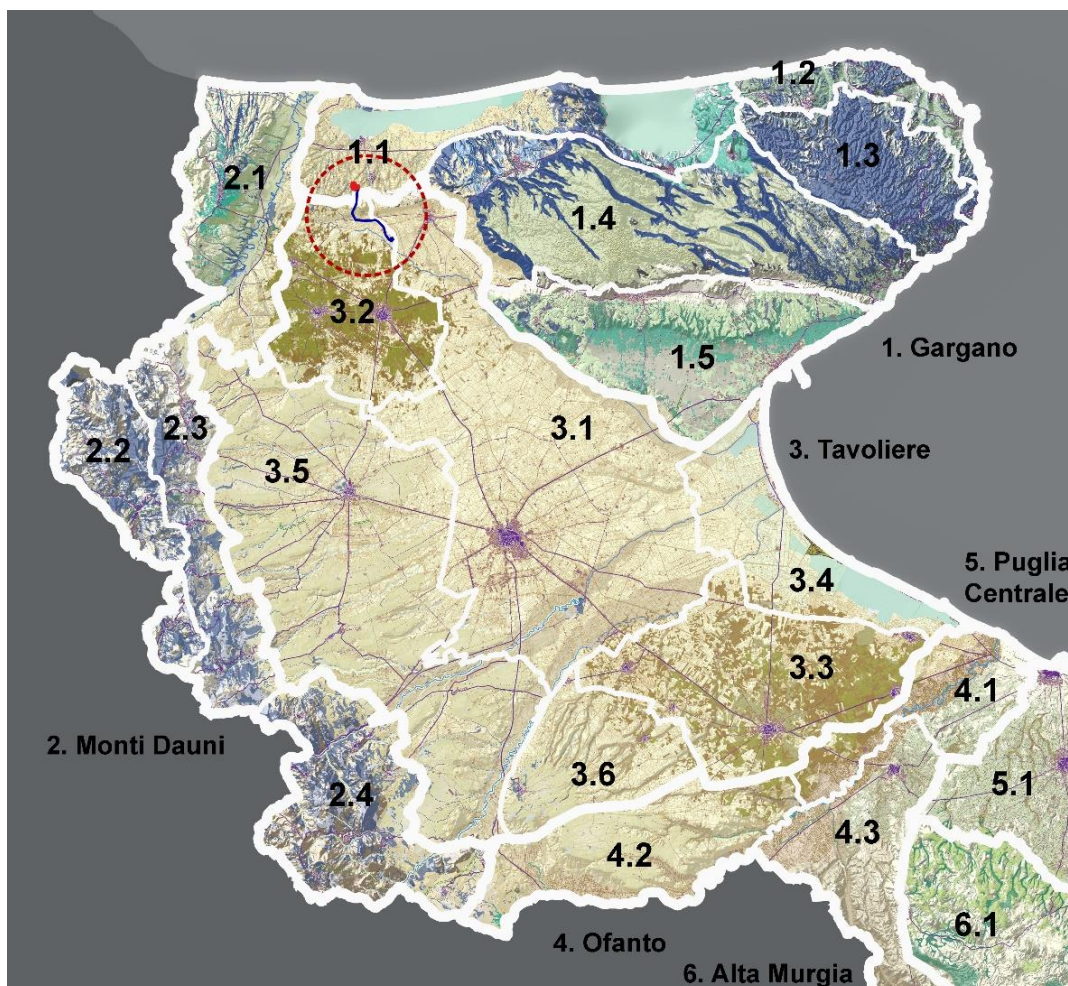 1.2
1.1
1.3
2.1
1.4
3.2
1. Gargano
1.5
3.1
2.3
2.2
3. Tavoliere
3.5
5. Puglia
Centrale
3.4
3.3
4.1
2. Monti Dauni
3.6
2.4
5.1
4.3
4.2
6.1
4. Ofanto
6. Alta Murgia